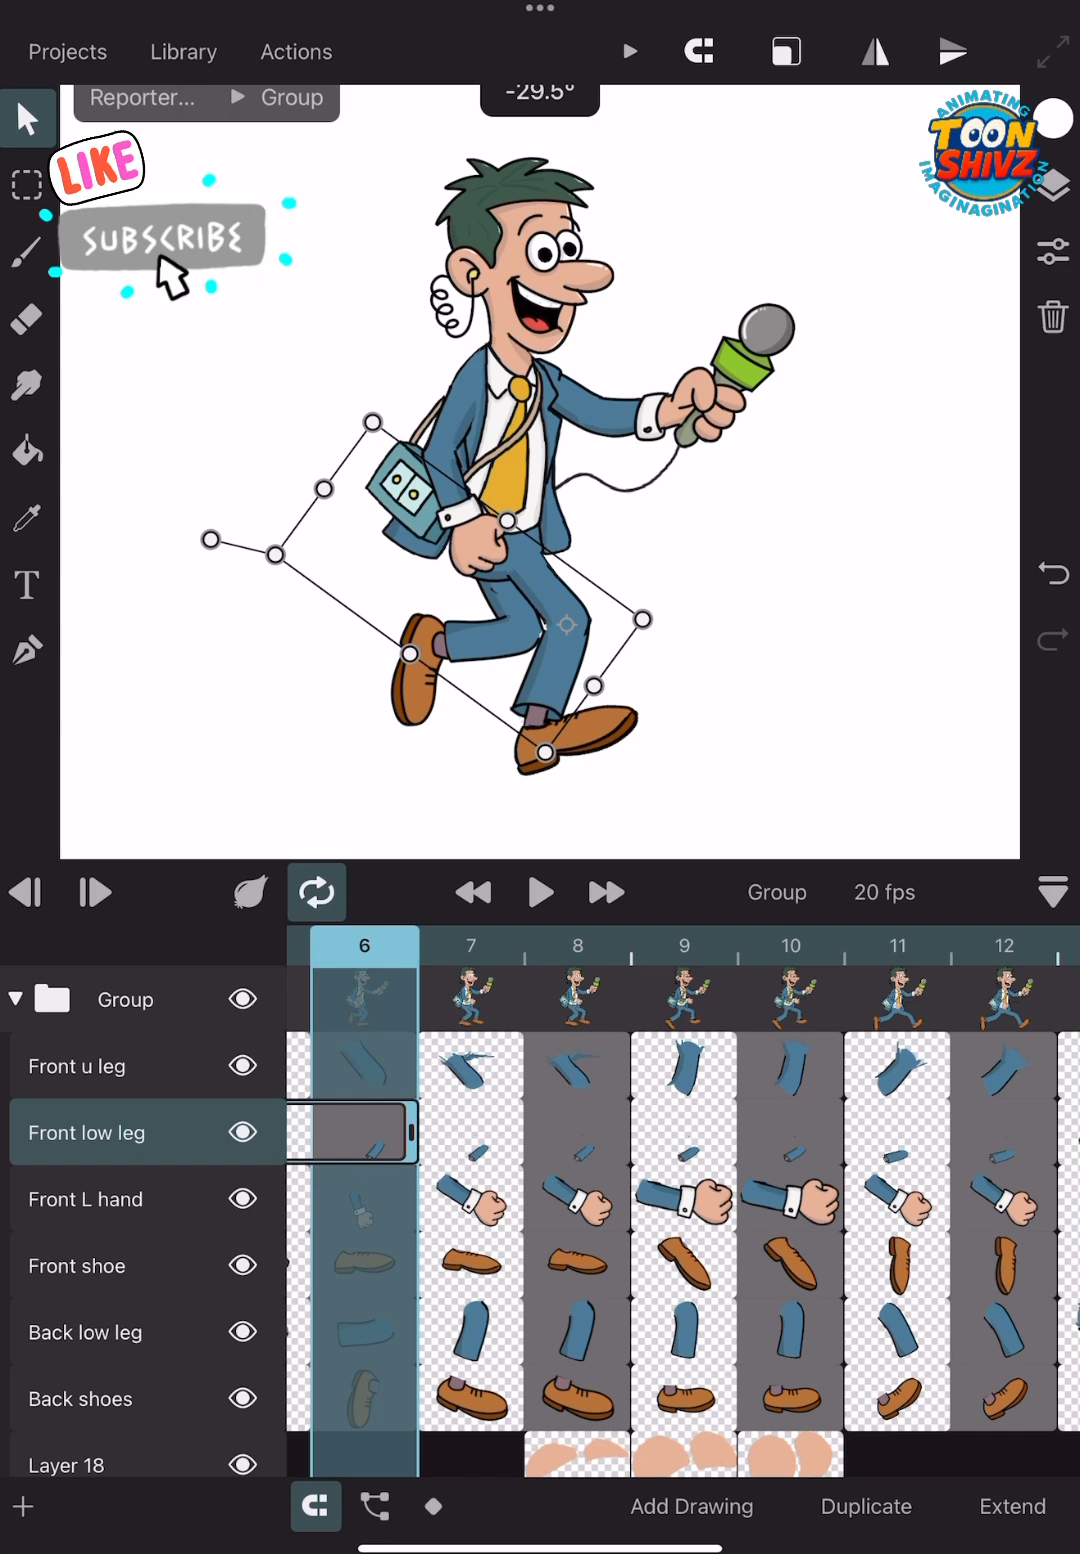 Projects Library Actions
Reporter... Group
-29.5°
ANIMATING
TOON
SHIVZ
IMAGINAGINATION
LIKE
SUBSCRIBE
T
Group 20 fps
6 7 8 9 10 11 12
Group
Front u leg
Front low leg
Front L hand
Front shoe
Back low leg
Back shoes
Layer 18
Add Drawing Duplicate Extend